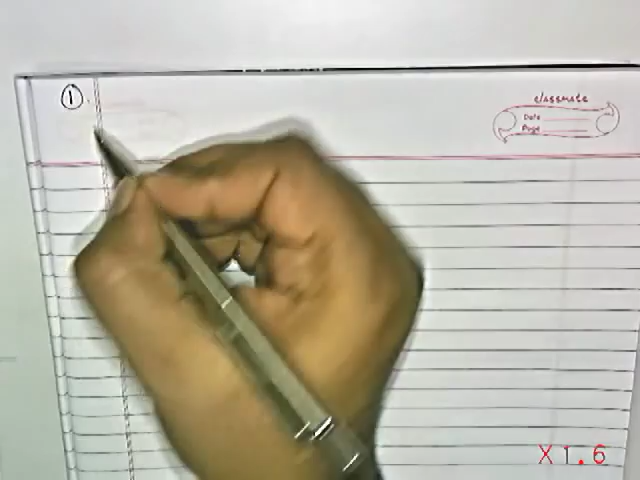 ①
classmate
Date
Page
X1.6